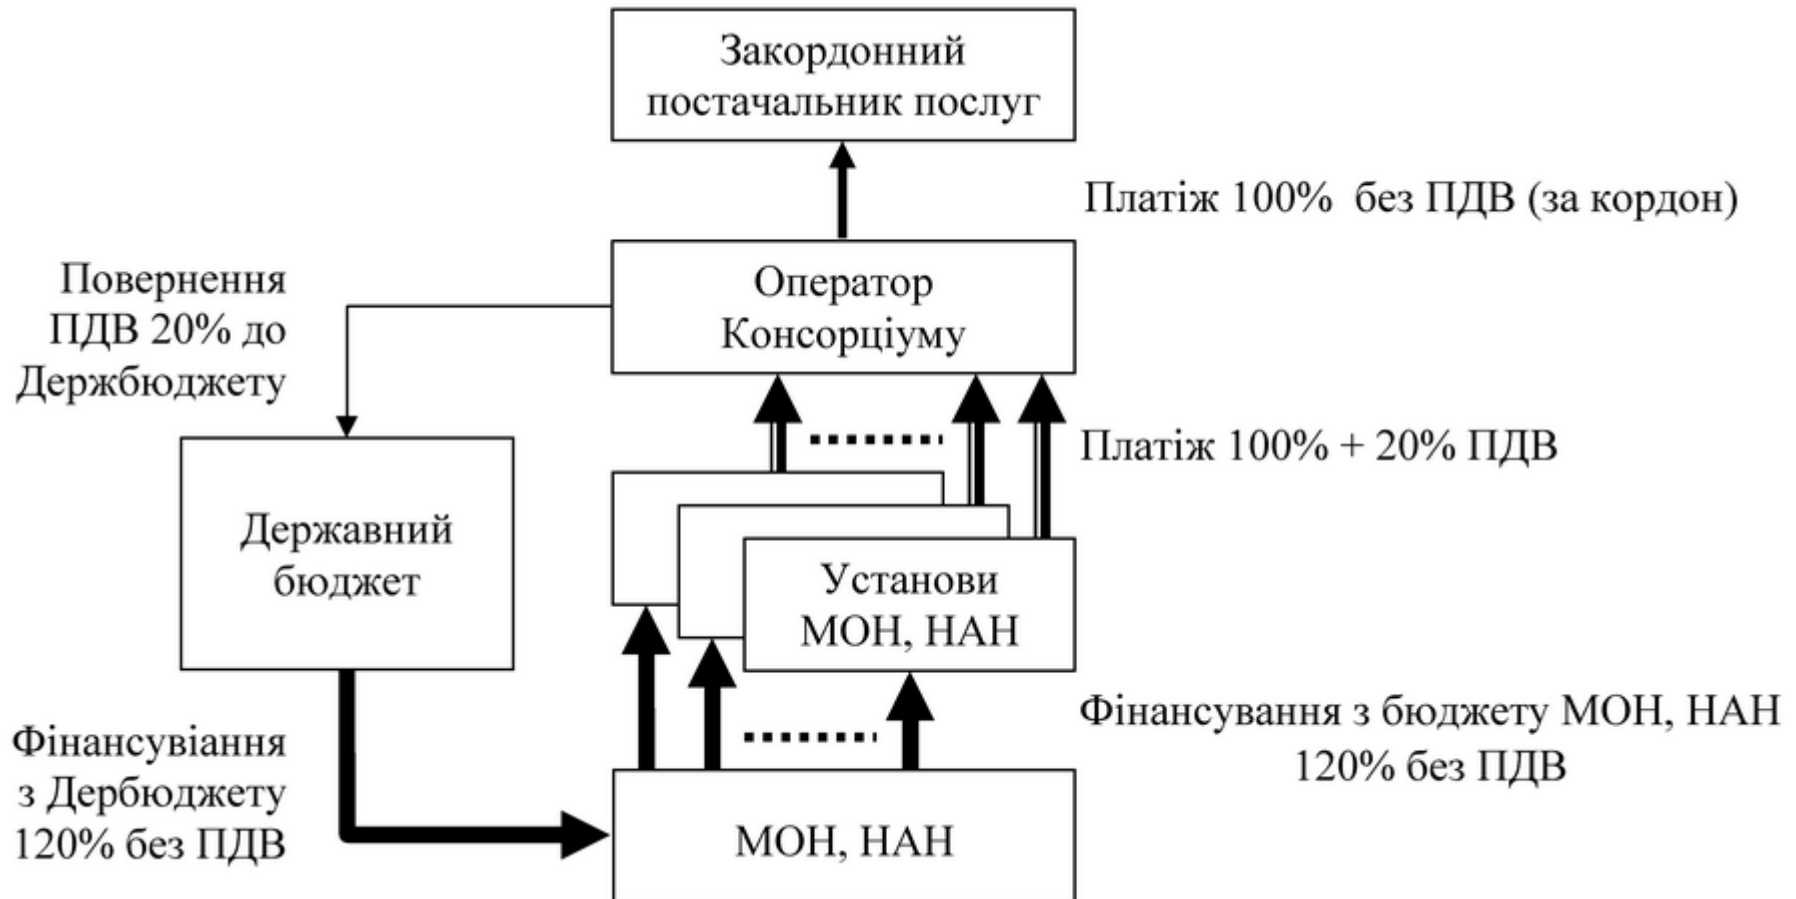 Закордонний
постачальник послуг
Платіж 100% без ПДВ (за кордон)
Повернення
ПДВ 20% до
Держбюджету
Оператор
Консорціуму
Платіж 100% + 20% ПДВ
Державний
бюджет
Установи
МОН, НАН
Фінансування з бюджету МОН, НАН
120% без ПДВ
Фінансувіання
з Дербюджету
120% без ПДВ
МОН, НАН